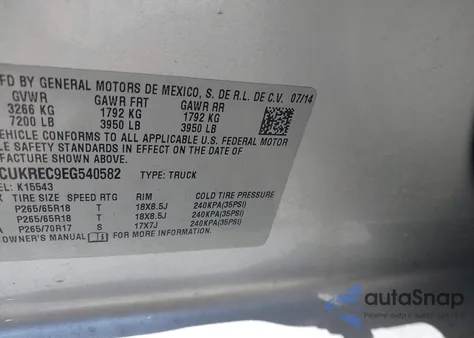 FD BY GENERAL MOTORS DE MEXICO, S. DE R.L. DE C.V. 07/14
GVWR GAWR FRT GAWR RR
3266 KG 1792 KG 1792 KG
7200 LB 3950 LB 3950 LB
EHICLE CONFORMS TO ALL APPLICABLE U.S. FEDERAL MOTOR
LE SAFETY STANDARDS IN EFFECT ON THE DATE OF
FACTURE SHOWN ABOVE.
CUKREC9EG540582 TYPE: TRUCK
EL: K15543
TIRE SIZE SPEED RTG RIM COLD TIRE PRESSURE
P265/65R18 T 18X8.5J 240KPA(35PSI)
P265/65R18 T 18X8.5J 240KPA(35PSI)
A P265/70R17 S 17X7J 240KPA(35PSI)
OWNER'S MANUAL FOR MORE INFORMATION.
autoSnap